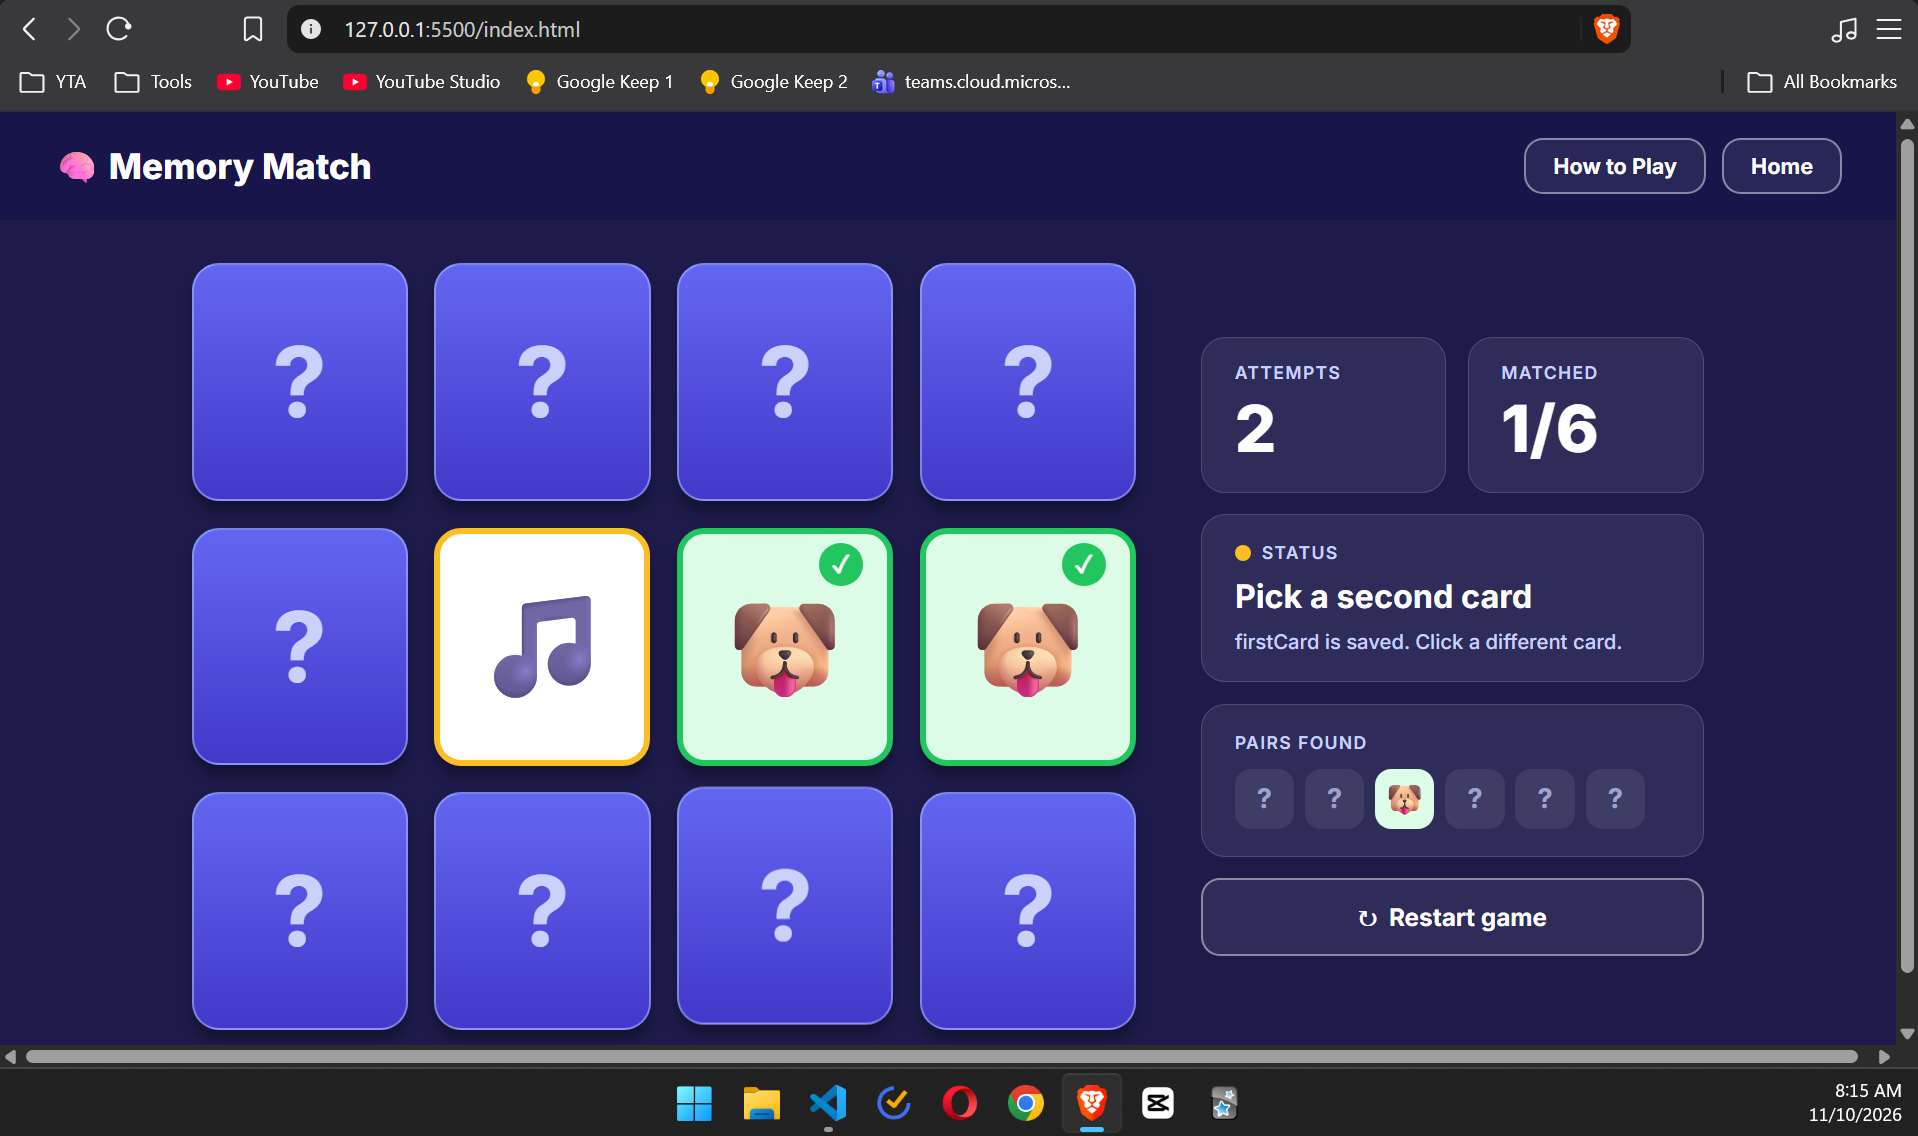 127.0.0.1:5500/index.html
YTA
Tools
YouTube
YouTube Studio
Google Keep 1
Google Keep 2
teams.cloud.micros...
All Bookmarks
Memory Match
How to Play
Home
? ? ? ?
ATTEMPTS
2
MATCHED
1/6
?
STATUS
Pick a second card
firstCard is saved. Click a different card.
PAIRS FOUND
? ? ? ? ?
? ? ? ?
↻ Restart game
8:15 AM
11/10/2026